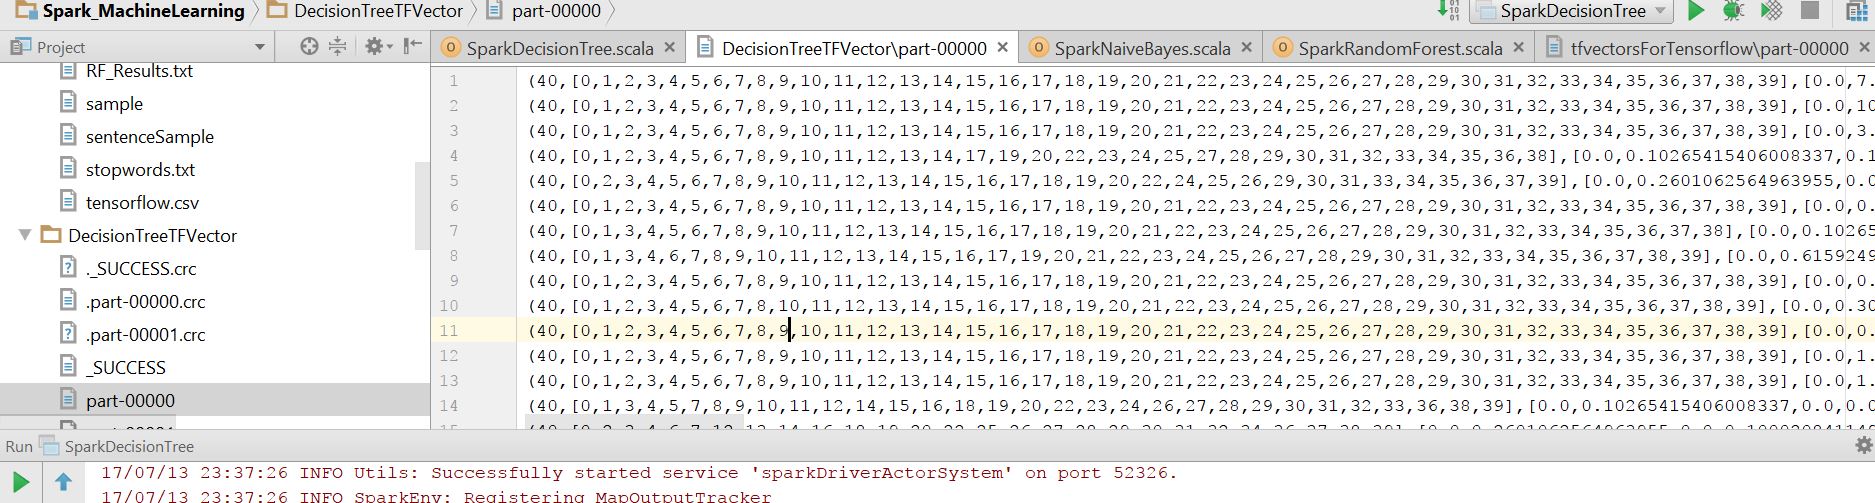 Spark_MachineLearning DecisionTreeTFVector part-00000 SparkDecisionTree
Project SparkDecisionTree.scala DecisionTreeTFVector\part-00000 SparkNaiveBayes.scala SparkRandomForest.scala tfvectorsForTensorflow\part-00000
RF_Results.txt
sample
sentenceSample
stopwords.txt
tensorflow.csv
DecisionTreeTFVector
._SUCCESS.crc
.part-00000.crc
.part-00001.crc
_SUCCESS
part-00000
1 (40,[0,1,2,3,4,5,6,7,8,9,10,11,12,13,14,15,16,17,18,19,20,21,22,23,24,25,26,27,28,29,30,31,32,33,34,35,36,37,38,39],[0.0,7.
2 (40,[0,1,2,3,4,5,6,7,8,9,10,11,12,13,14,15,16,17,18,19,20,21,22,23,24,25,26,27,28,29,30,31,32,33,34,35,36,37,38,39],[0.0,10
3 (40,[0,1,2,3,4,5,6,7,8,9,10,11,12,13,14,15,16,17,18,19,20,21,22,23,24,25,26,27,28,29,30,31,32,33,34,35,36,37,38,39],[0.0,3.
4 (40,[0,1,2,3,4,5,6,7,8,9,10,11,12,13,14,17,19,20,22,23,24,25,27,28,29,30,31,32,33,34,35,36,38],[0.0,0.10265415406008337,0.1
5 (40,[0,2,3,4,5,6,7,8,9,10,11,12,13,14,15,16,17,18,19,20,22,24,25,26,29,30,31,33,34,35,36,37,39],[0.0,0.2601062564963955,0.0
6 (40,[0,1,2,3,4,5,6,7,8,9,10,11,12,13,14,15,16,17,18,19,20,21,22,23,24,25,26,27,28,29,30,31,32,33,34,35,36,37,38,39],[0.0,0.
7 (40,[0,1,3,4,5,6,7,8,9,10,11,12,13,14,15,16,17,18,19,20,21,22,23,24,25,26,27,28,29,30,31,32,33,34,35,36,37,38],[0.0,0.10265
8 (40,[0,1,3,4,6,7,8,9,10,11,12,13,14,15,16,17,19,20,21,22,23,24,25,26,27,28,29,30,31,32,33,34,35,36,37,38,39],[0.0,0.6159249
9 (40,[0,1,2,3,4,5,6,7,8,9,10,11,12,13,14,15,16,17,18,19,20,21,22,23,24,25,26,27,28,29,30,31,32,33,34,35,36,37,38,39],[0.0,0.
10 (40,[0,1,2,3,4,5,6,7,8,10,11,12,13,14,15,16,17,18,19,20,21,22,23,24,25,26,27,28,29,30,31,32,33,34,35,36,37,38,39],[0.0,0.30
11 (40,[0,1,2,3,4,5,6,7,8,9,10,11,12,13,14,15,16,17,18,19,20,21,22,23,24,25,26,27,28,29,30,31,32,33,34,35,36,37,38,39],[0.0,0.
12 (40,[0,1,2,3,4,5,6,7,8,9,10,11,12,13,14,15,16,17,18,19,20,21,22,23,24,25,26,27,28,29,30,31,32,33,34,35,36,37,38,39],[0.0,1.
13 (40,[0,1,2,3,4,5,6,7,8,9,10,11,12,13,14,15,16,17,18,19,20,21,22,23,24,25,26,27,28,29,30,31,32,33,34,35,36,37,38,39],[0.0,1.
14 (40,[0,1,3,4,5,7,8,9,10,11,12,14,15,16,18,19,20,22,23,24,26,27,28,29,30,31,32,33,36,38,39],[0.0,0.10265415406008337,0.0,0.0
Run SparkDecisionTree
17/07/13 23:37:26 INFO Utils: Successfully started service 'sparkDriverActorSystem' on port 52326.
17/07/13 23:37:26 INFO SparkEnv: Registering MapOutputTracker